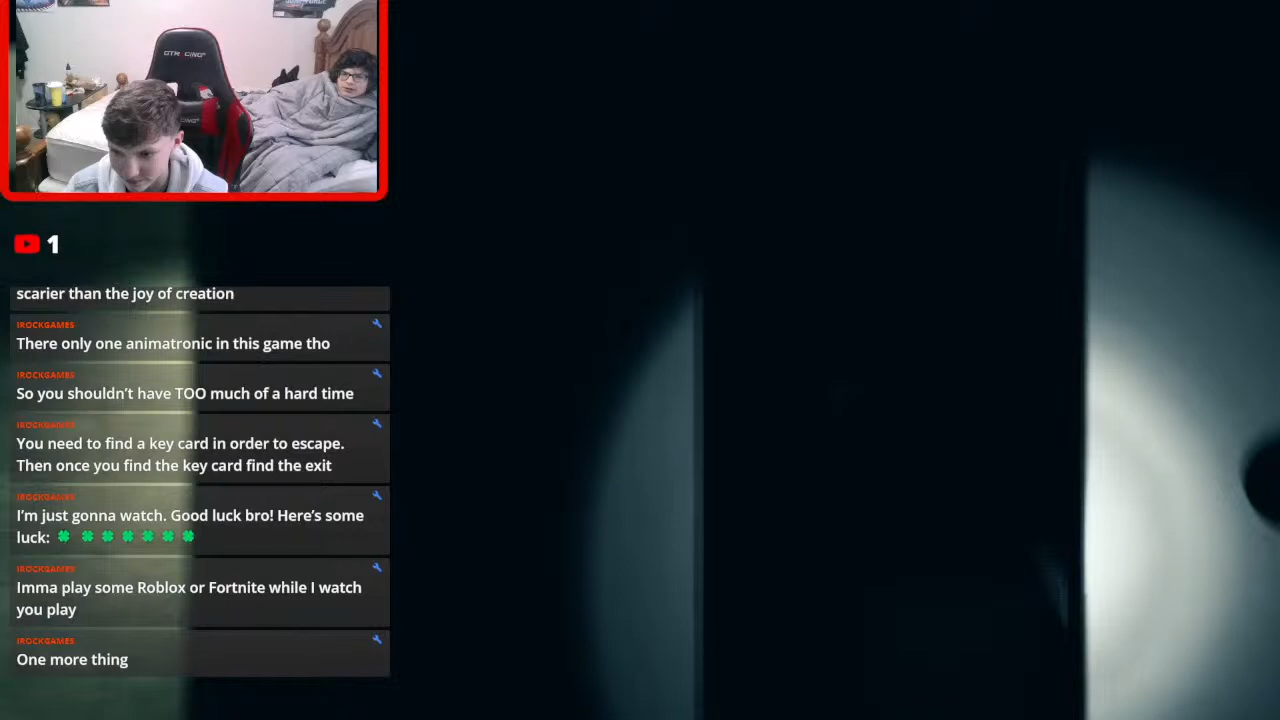 GTR CING
1
scarier than the joy of creation
IROCKGAMES
There only one animatronic in this game tho
IROCKGAMES
So you shouldn't have TOO much of a hard time
IROCKGAMES
You need to find a key card in order to escape.
Then once you find the key card find the exit
IROCKGAMES
I'm just gonna watch. Good luck bro! Here's some
luck: 🍀 🍀 🍀 🍀 🍀 🍀 🍀
IROCKGAMES
Imma play some Roblox or Fortnite while I watch
you play
IROCKGAMES
One more thing